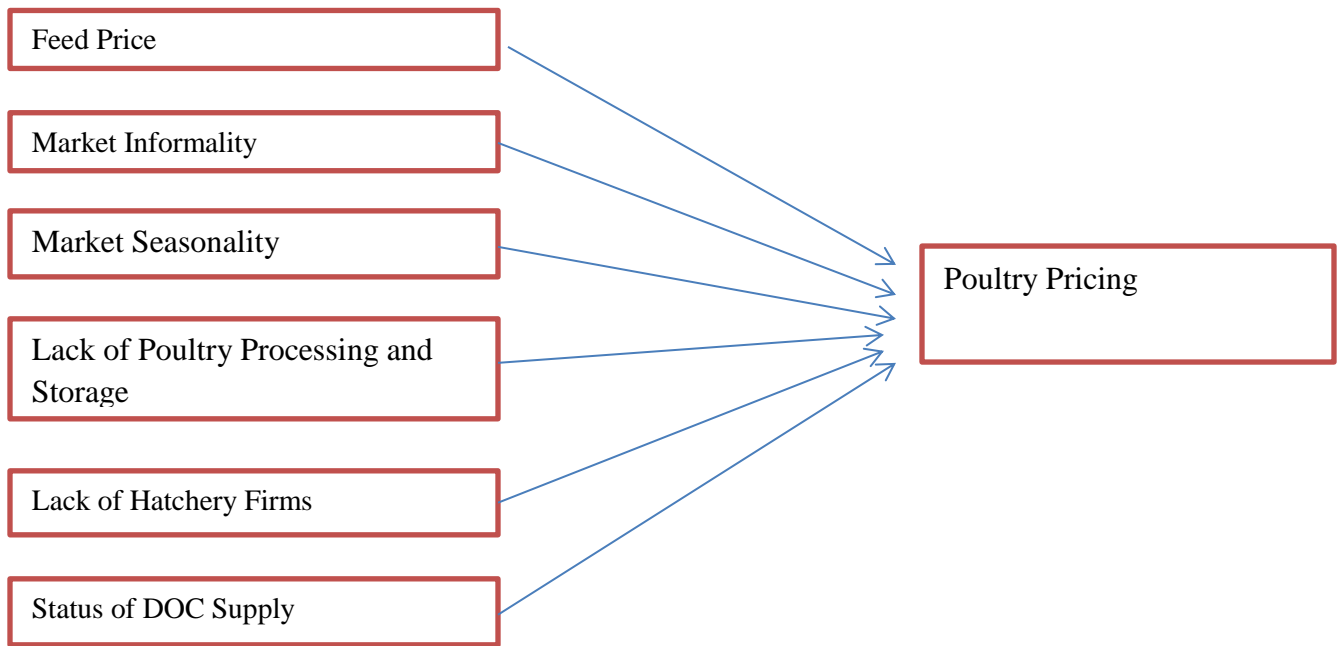 Feed Price
Market Informality
Market Seasonality
Poultry Pricing
Lack of Poultry Processing and
Storage
Lack of Hatchery Firms
Status of DOC Supply